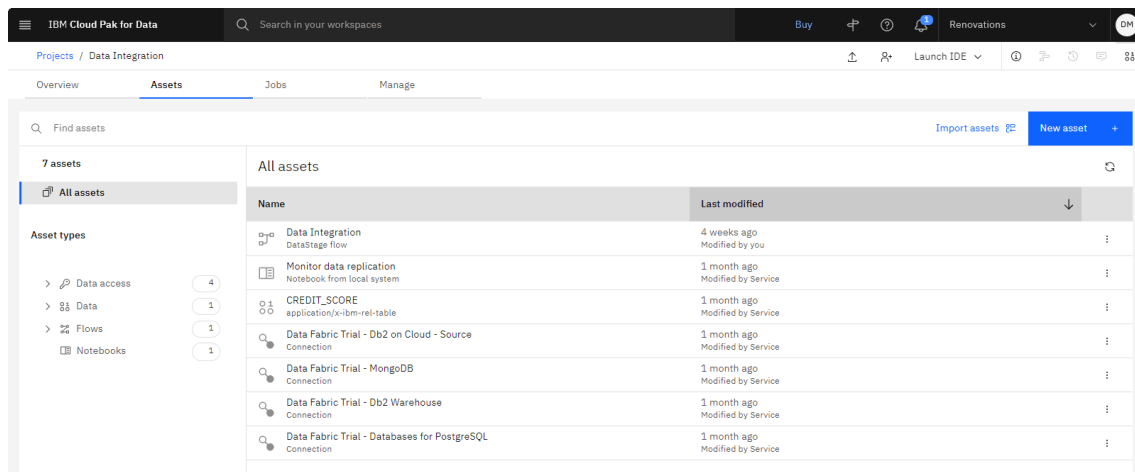 IBM Cloud Pak for Data Search in your workspaces Buy 1 Renovations DM
Projects / Data Integration Launch IDE
Overview Assets Jobs Manage
Find assets Import assets New asset +
7 assets
All assets
Asset types
Data access 4
Data 1
Flows 1
Notebooks 1
All assets
Name Last modified
Data Integration 4 weeks ago
DataStage flow Modified by you
Monitor data replication 1 month ago
Notebook from local system Modified by Service
CREDIT_SCORE 1 month ago
application/x-ibm-rel-table Modified by Service
Data Fabric Trial - Db2 on Cloud - Source 1 month ago
Connection Modified by Service
Data Fabric Trial - MongoDB 1 month ago
Connection Modified by Service
Data Fabric Trial - Db2 Warehouse 1 month ago
Connection Modified by Service
Data Fabric Trial - Databases for PostgreSQL 1 month ago
Connection Modified by Service